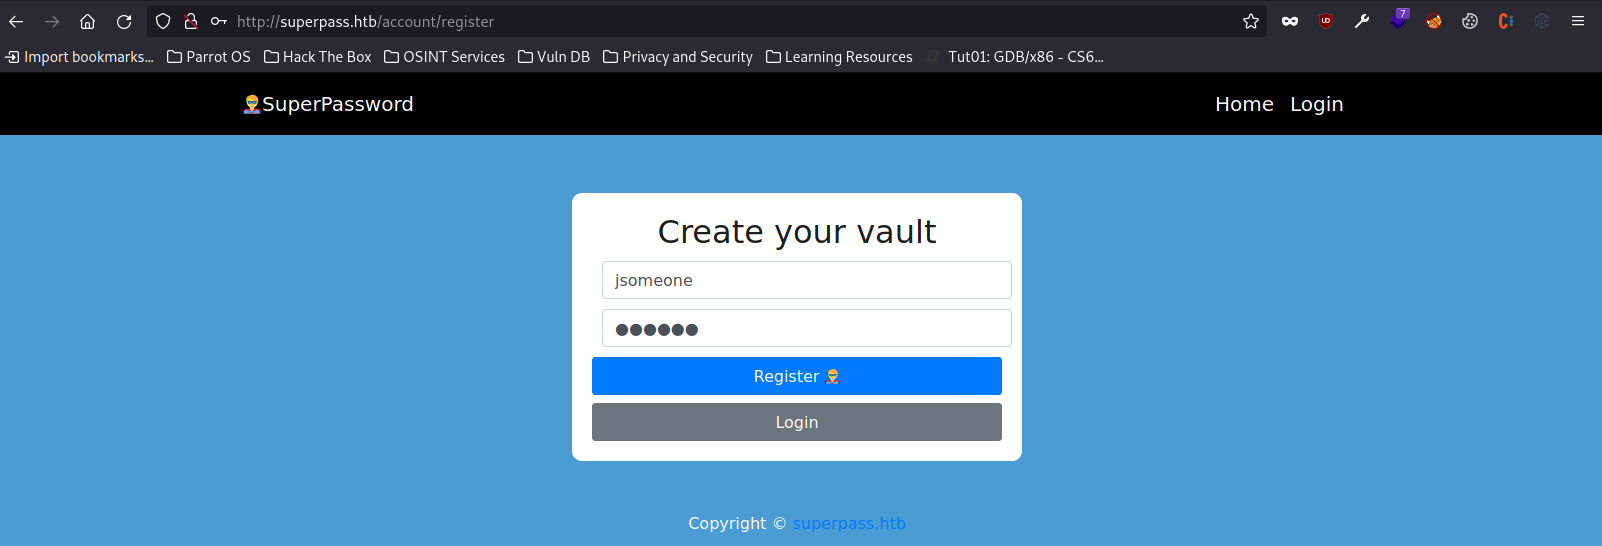 http://superpass.htb/account/register
7
Import bookmarks... Parrot OS Hack The Box OSINT Services Vuln DB Privacy and Security Learning Resources Tut01: GDB/x86 - CS6...
SuperPassword Home Login
Create your vault
jsomeone
●●●●●●
Register
Login
Copyright © superpass.htb